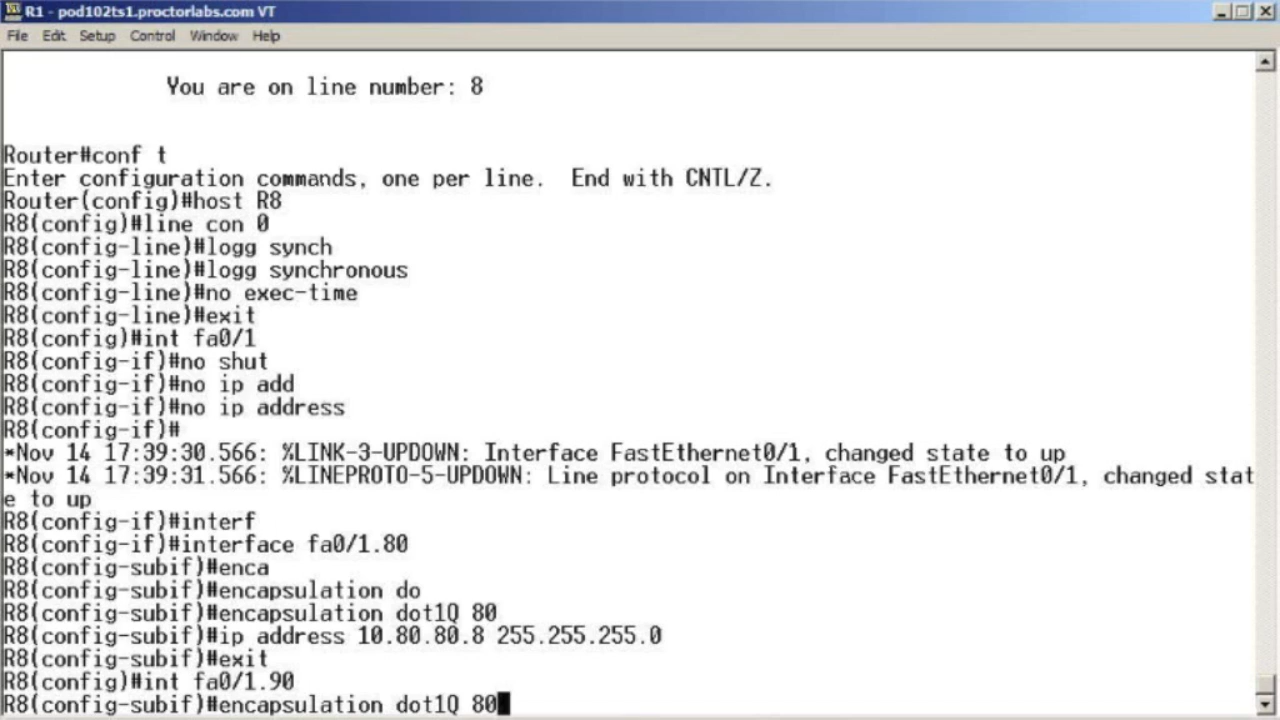 R1 - pod102ts1.proctorlabs.com VT
File Edit Setup Control Window Help
You are on line number: 8
Router#conf t
Enter configuration commands, one per line.  End with CNTL/Z.
Router(config)#host R8
R8(config)#line con 0
R8(config-line)#logg synch
R8(config-line)#logg synchronous
R8(config-line)#no exec-time
R8(config-line)#exit
R8(config)#int fa0/1
R8(config-if)#no shut
R8(config-if)#no ip add
R8(config-if)#no ip address
R8(config-if)#
*Nov 14 17:39:30.566: %LINK-3-UPDOWN: Interface FastEthernet0/1, changed state to up
*Nov 14 17:39:31.566: %LINEPROTO-5-UPDOWN: Line protocol on Interface FastEthernet0/1, changed stat
e to up
R8(config-if)#interf
R8(config-if)#interface fa0/1.80
R8(config-subif)#enca
R8(config-subif)#encapsulation do
R8(config-subif)#encapsulation dot1Q 80
R8(config-subif)#ip address 10.80.80.8 255.255.255.0
R8(config-subif)#exit
R8(config)#int fa0/1.90
R8(config-subif)#encapsulation dot1Q 80